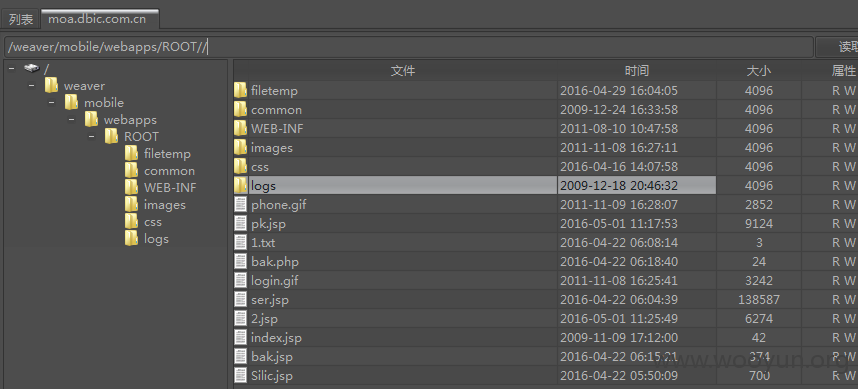 列表 moa.dbic.com.cn
/weaver/mobile/webapps/ROOT//
/
weaver
mobile
webapps
ROOT
filetemp
common
WEB-INF
images
css
logs
文件 时间 大小 属性
filetemp 2016-04-29 16:04:05 4096 R W
common 2009-12-24 16:33:58 4096 R W
WEB-INF 2011-08-10 10:47:58 4096 R W
images 2011-11-08 16:27:11 4096 R W
css 2016-04-16 14:07:58 4096 R W
logs 2009-12-18 20:46:32 4096 R W
phone.gif 2011-11-09 16:28:07 2852 R W
pk.jsp 2016-05-01 11:17:53 9124 R W
1.txt 2016-04-22 06:08:14 3 R W
bak.php 2016-04-22 06:18:40 24 R W
login.gif 2011-11-08 16:25:41 3242 R W
ser.jsp 2016-04-22 06:04:39 138587 R W
2.jsp 2016-05-01 11:25:49 6274 R W
index.jsp 2009-11-09 17:12:00 42 R W
bak.jsp 2016-04-22 06:15:21 374 R W
Silic.jsp 2016-04-22 05:50:09 700 R W
www.wooyun.org